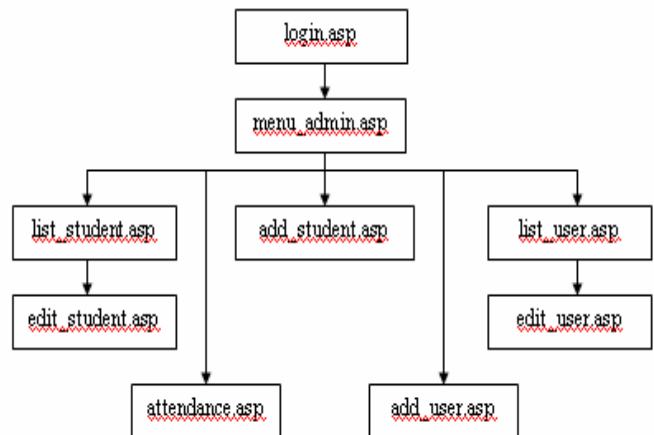 login.asp
menu_admin.asp
list_student.asp
add_student.asp
list_user.asp
edit_student.asp
edit_user.asp
attendance.asp
add_user.asp